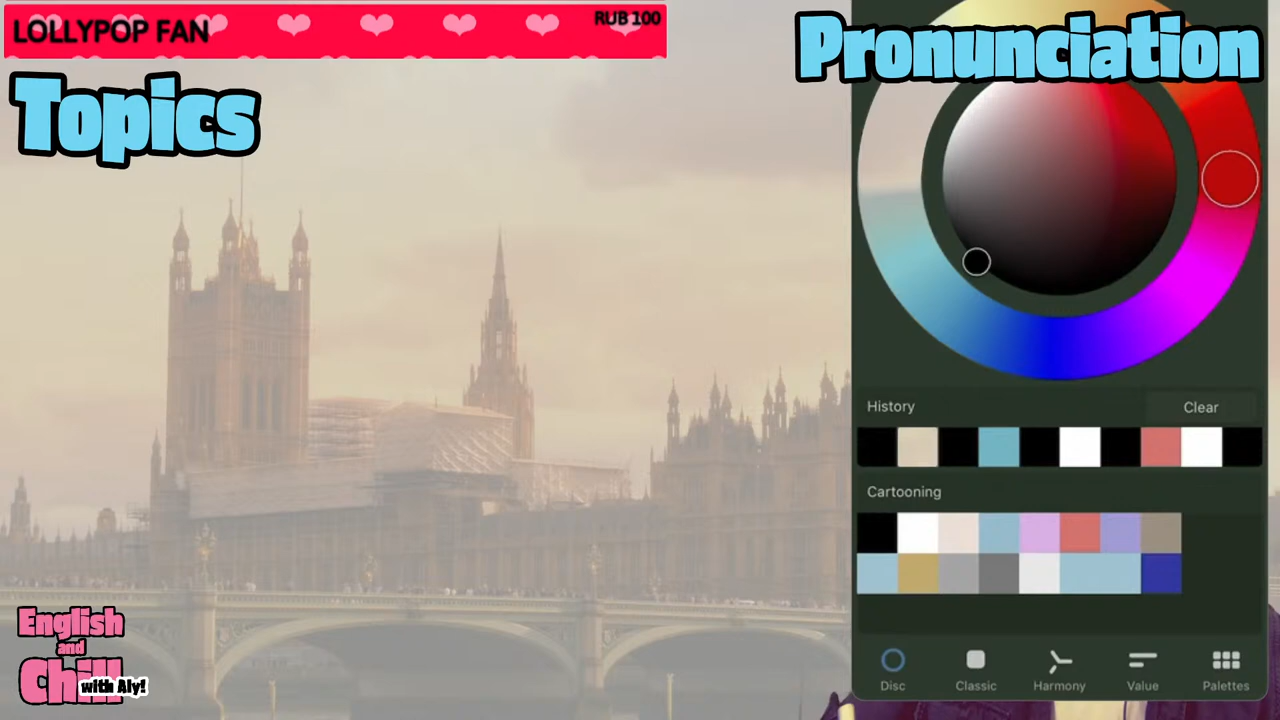 LOLLYPOP FAN
RUB 100
Topics
Pronunciation
History
Clear
Cartooning
Disc
Classic
Harmony
Value
Palettes
English
and
Chill
with Aly!